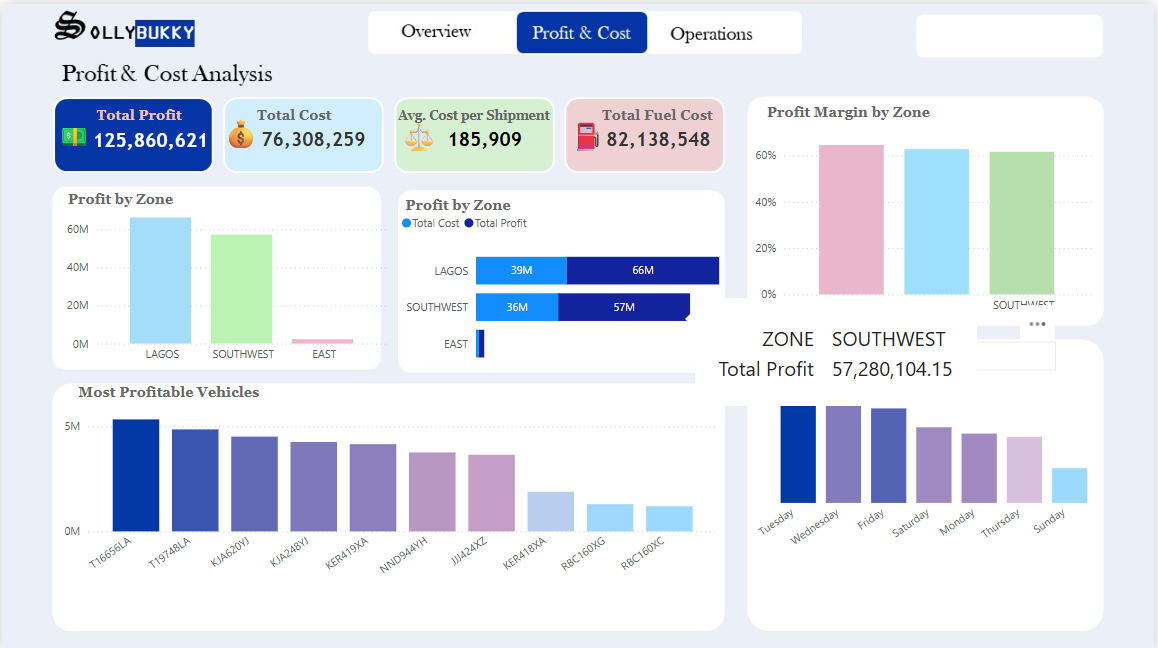 SOLLYBUKKY
Overview
Profit & Cost
Operations
Profit & Cost Analysis
Total Profit
125,860,621
Total Cost
76,308,259
Avg. Cost per Shipment
185,909
Total Fuel Cost
82,138,548
Profit by Zone
60M
40M
20M
0M
LAGOS
SOUTHWEST
EAST
Profit by Zone
Total Cost
Total Profit
LAGOS
39M
66M
SOUTHWEST
36M
57M
EAST
Profit Margin by Zone
60%
40%
20%
0%
SOUTHWEST
ZONE SOUTHWEST
Total Profit 57,280,104.15
Most Profitable Vehicles
5M
0M
T16656LA
T19748LA
KJA620YJ
KJA248YJ
KER419XA
NND944YH
JJJ424XZ
KER418XA
RBC160XG
RBC160XC
Tuesday
Wednesday
Friday
Saturday
Monday
Thursday
Sunday